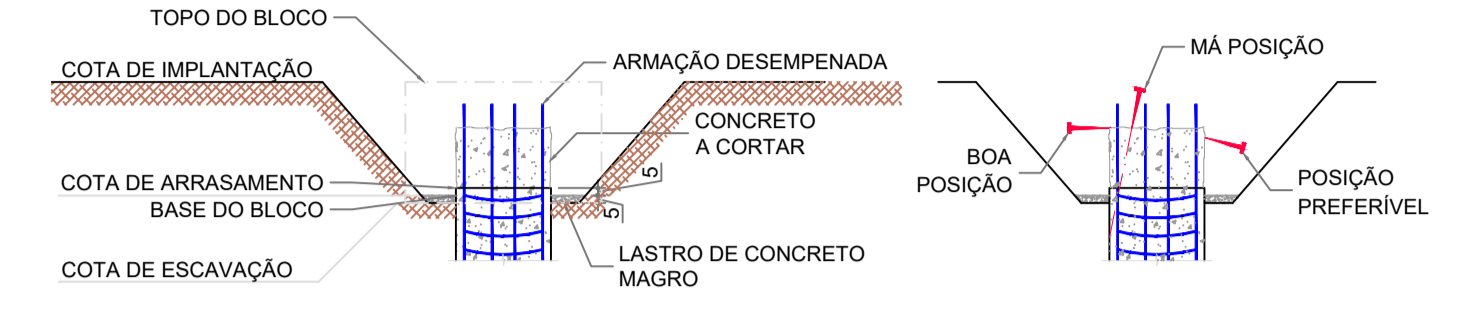 TOPO DO BLOCO
COTA DE IMPLANTAÇÃO
ARMAÇÃO DESEMPENADA
CONCRETO
A CORTAR
5
COTA DE ARRASAMENTO
BASE DO BLOCO
5
LASTRO DE CONCRETO
MAGRO
COTA DE ESCAVAÇÃO
MÁ POSIÇÃO
BOA
POSIÇÃO
POSIÇÃO
PREFERÍVEL